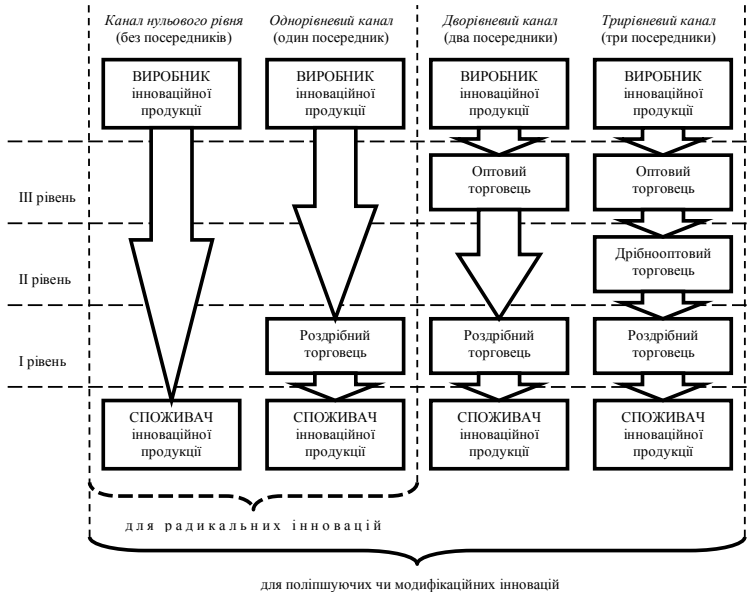 Канал нульового рівня
(без посередників)
Однорівневий канал
(один посередник)
Дворівневий канал
(два посередники)
Трирівневий канал
(три посередники)
ВИРОБНИК
інноваційної
продукції
ВИРОБНИК
інноваційної
продукції
ВИРОБНИК
інноваційної
продукції
ВИРОБНИК
інноваційної
продукції
III рівень
Оптовий
торговець
Оптовий
торговець
II рівень
Дрібнооптовий
торговець
I рівень
Роздрібний
торговець
Роздрібний
торговець
Роздрібний
торговець
СПОЖИВАЧ
інноваційної
продукції
СПОЖИВАЧ
інноваційної
продукції
СПОЖИВАЧ
інноваційної
продукції
СПОЖИВАЧ
інноваційної
продукції
для радикальних інновацій
для поліпшуючих чи модифікаційних інновацій